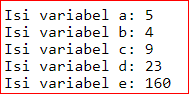 Isi variabel a: 5
Isi variabel b: 4
Isi variabel c: 9
Isi variabel d: 23
Isi variabel e: 160